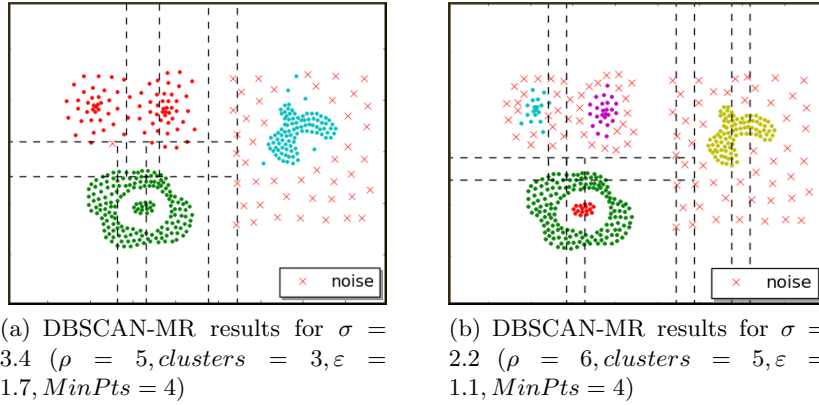 noise
noise
(a) DBSCAN-MR results for σ =
3.4 (ρ = 5, clusters = 3, ε =
1.7, MinPts = 4)
(b) DBSCAN-MR results for σ =
2.2 (ρ = 6, clusters = 5, ε =
1.1, MinPts = 4)